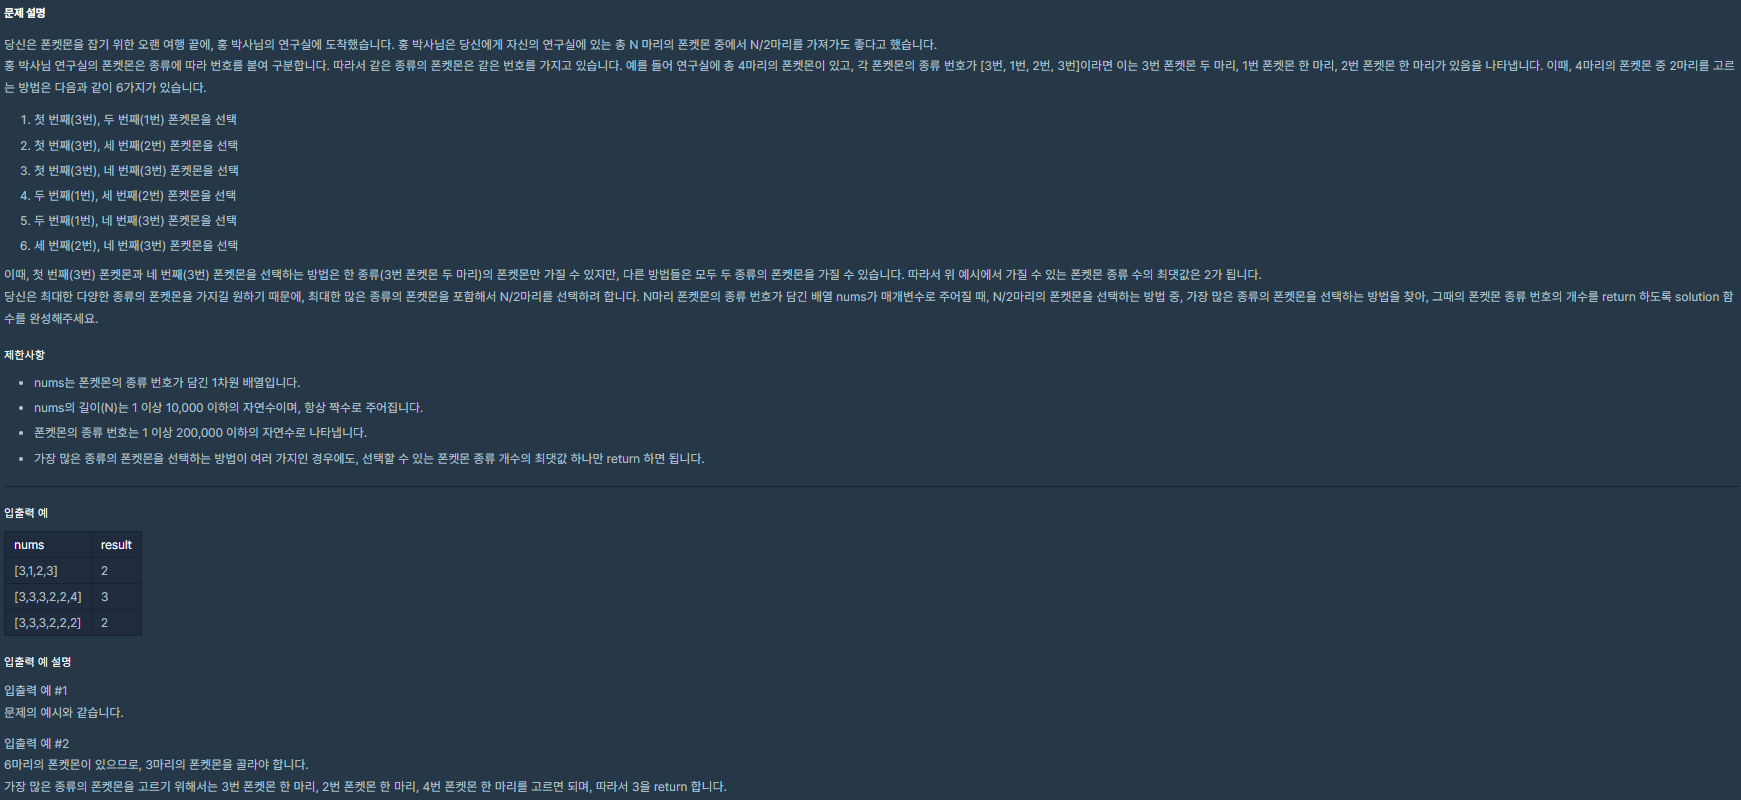 문제 설명
당신은 폰켓몬을 잡기 위한 오랜 여행 끝에, 홍 박사님의 연구실에 도착했습니다. 홍 박사님은 당신에게 자신의 연구실에 있는 총 N 마리의 폰켓몬 중에서 N/2마리를 가져가도 좋다고 했습니다.
홍 박사님 연구실의 폰켓몬은 종류에 따라 번호를 붙여 구분합니다. 따라서 같은 종류의 폰켓몬은 같은 번호를 가지고 있습니다. 예를 들어 연구실에 총 4마리의 폰켓몬이 있고, 각 폰켓몬의 종류 번호가 [3번, 1번, 2번, 3번]이라면 이는 3번 폰켓몬 두 마리, 1번 폰켓몬 한 마리, 2번 폰켓몬 한 마리가 있음을 나타냅니다. 이때, 4마리의 폰켓몬 중 2마리를 고르
는 방법은 다음과 같이 6가지가 있습니다.
1. 첫 번째(3번), 두 번째(1번) 폰켓몬을 선택
2. 첫 번째(3번), 세 번째(2번) 폰켓몬을 선택
3. 첫 번째(3번), 네 번째(3번) 폰켓몬을 선택
4. 두 번째(1번), 세 번째(2번) 폰켓몬을 선택
5. 두 번째(1번), 네 번째(3번) 폰켓몬을 선택
6. 세 번째(2번), 네 번째(3번) 폰켓몬을 선택
이때, 첫 번째(3번) 폰켓몬과 네 번째(3번) 폰켓몬을 선택하는 방법은 한 종류(3번 폰켓몬 두 마리)의 폰켓몬만 가질 수 있지만, 다른 방법들은 모두 두 종류의 폰켓몬을 가질 수 있습니다. 따라서 위 예시에서 가질 수 있는 폰켓몬 종류 수의 최댓값은 2가 됩니다.
당신은 최대한 다양한 종류의 폰켓몬을 가지길 원하기 때문에, 최대한 많은 종류의 폰켓몬을 포함해서 N/2마리를 선택하려 합니다. N마리 폰켓몬의 종류 번호가 담긴 배열 nums가 매개변수로 주어질 때, N/2마리의 폰켓몬을 선택하는 방법 중, 가장 많은 종류의 폰켓몬을 선택하는 방법을 찾아, 그때의 폰켓몬 종류 번호의 개수를 return 하도록 solution 함
수를 완성해주세요.
제한사항
• nums는 폰켓몬의 종류 번호가 담긴 1차원 배열입니다.
• nums의 길이(N)는 1 이상 10,000 이하의 자연수이며, 항상 짝수로 주어집니다.
• 폰켓몬의 종류 번호는 1 이상 200,000 이하의 자연수로 나타냅니다.
• 가장 많은 종류의 폰켓몬을 선택하는 방법이 여러 가지인 경우에도, 선택할 수 있는 폰켓몬 종류 개수의 최댓값 하나만 return 하면 됩니다.
입출력 예
nums result
[3,1,2,3] 2
[3,3,3,2,2,4] 3
[3,3,3,2,2,2] 2
입출력 예 설명
입출력 예 #1
문제의 예시와 같습니다.
입출력 예 #2
6마리의 폰켓몬이 있으므로, 3마리의 폰켓몬을 골라야 합니다.
가장 많은 종류의 폰켓몬을 고르기 위해서는 3번 폰켓몬 한 마리, 2번 폰켓몬 한 마리, 4번 폰켓몬 한 마리를 고르면 되며, 따라서 3을 return 합니다.